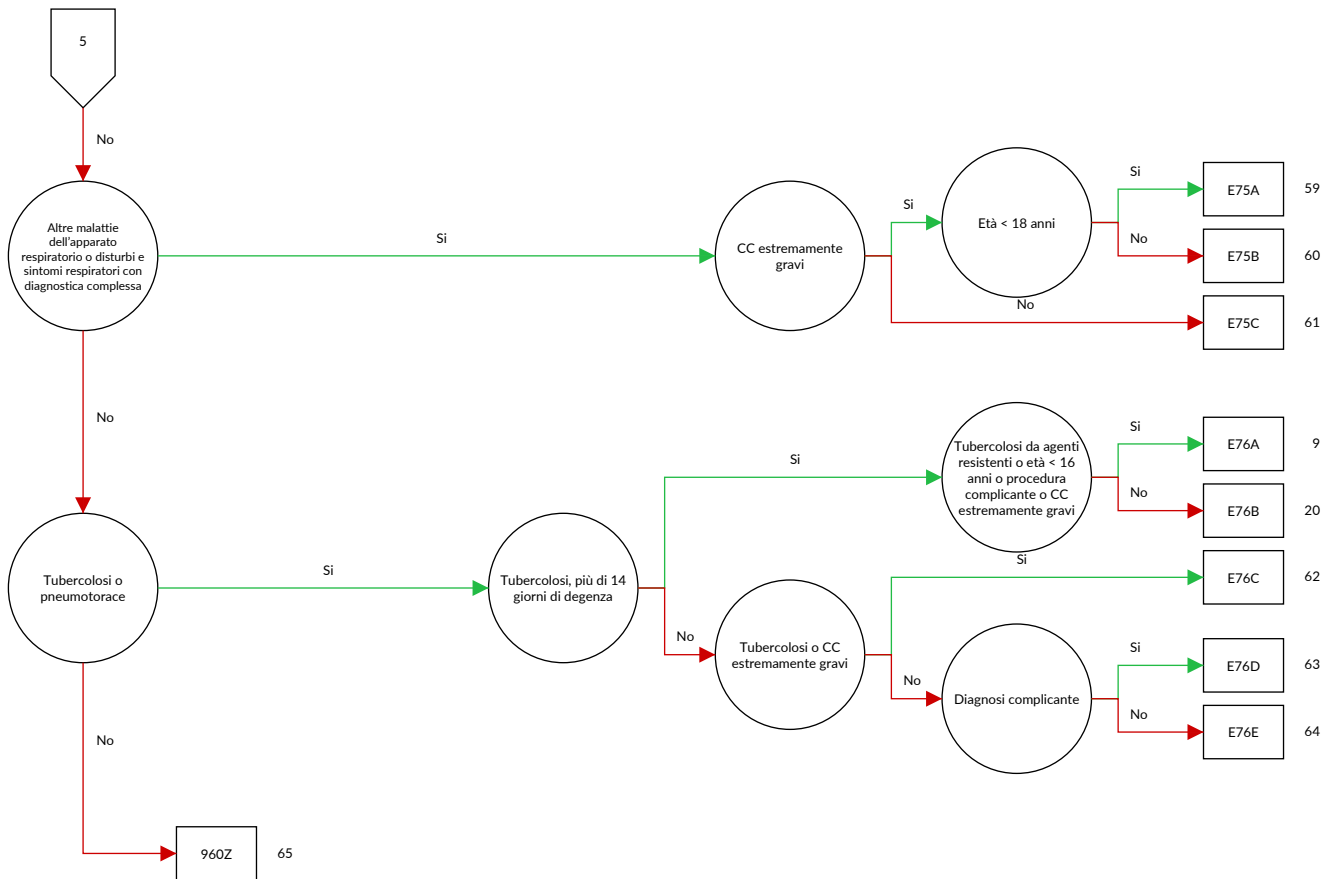 5
No
Altre malattie
dell'apparato
respiratorio o disturbi e
sintomi respiratori con
diagnostica complessa
Si
CC estremamente
gravi
Si
Età < 18 anni
Si
E75A
59
No
E75B
60
No
E75C
61
No
Tubercolosi o
pneumotorace
Si
Tubercolosi, più di 14
giorni di degenza
Si
Tubercolosi da agenti
resistenti o età < 16
anni o procedura
complicante o CC
estremamente gravi
Si
E76A
9
No
E76B
20
No
Tubercolosi o CC
estremamente gravi
Si
E76C
62
No
Diagnosi complicante
Si
E76D
63
No
E76E
64
No
960Z
65